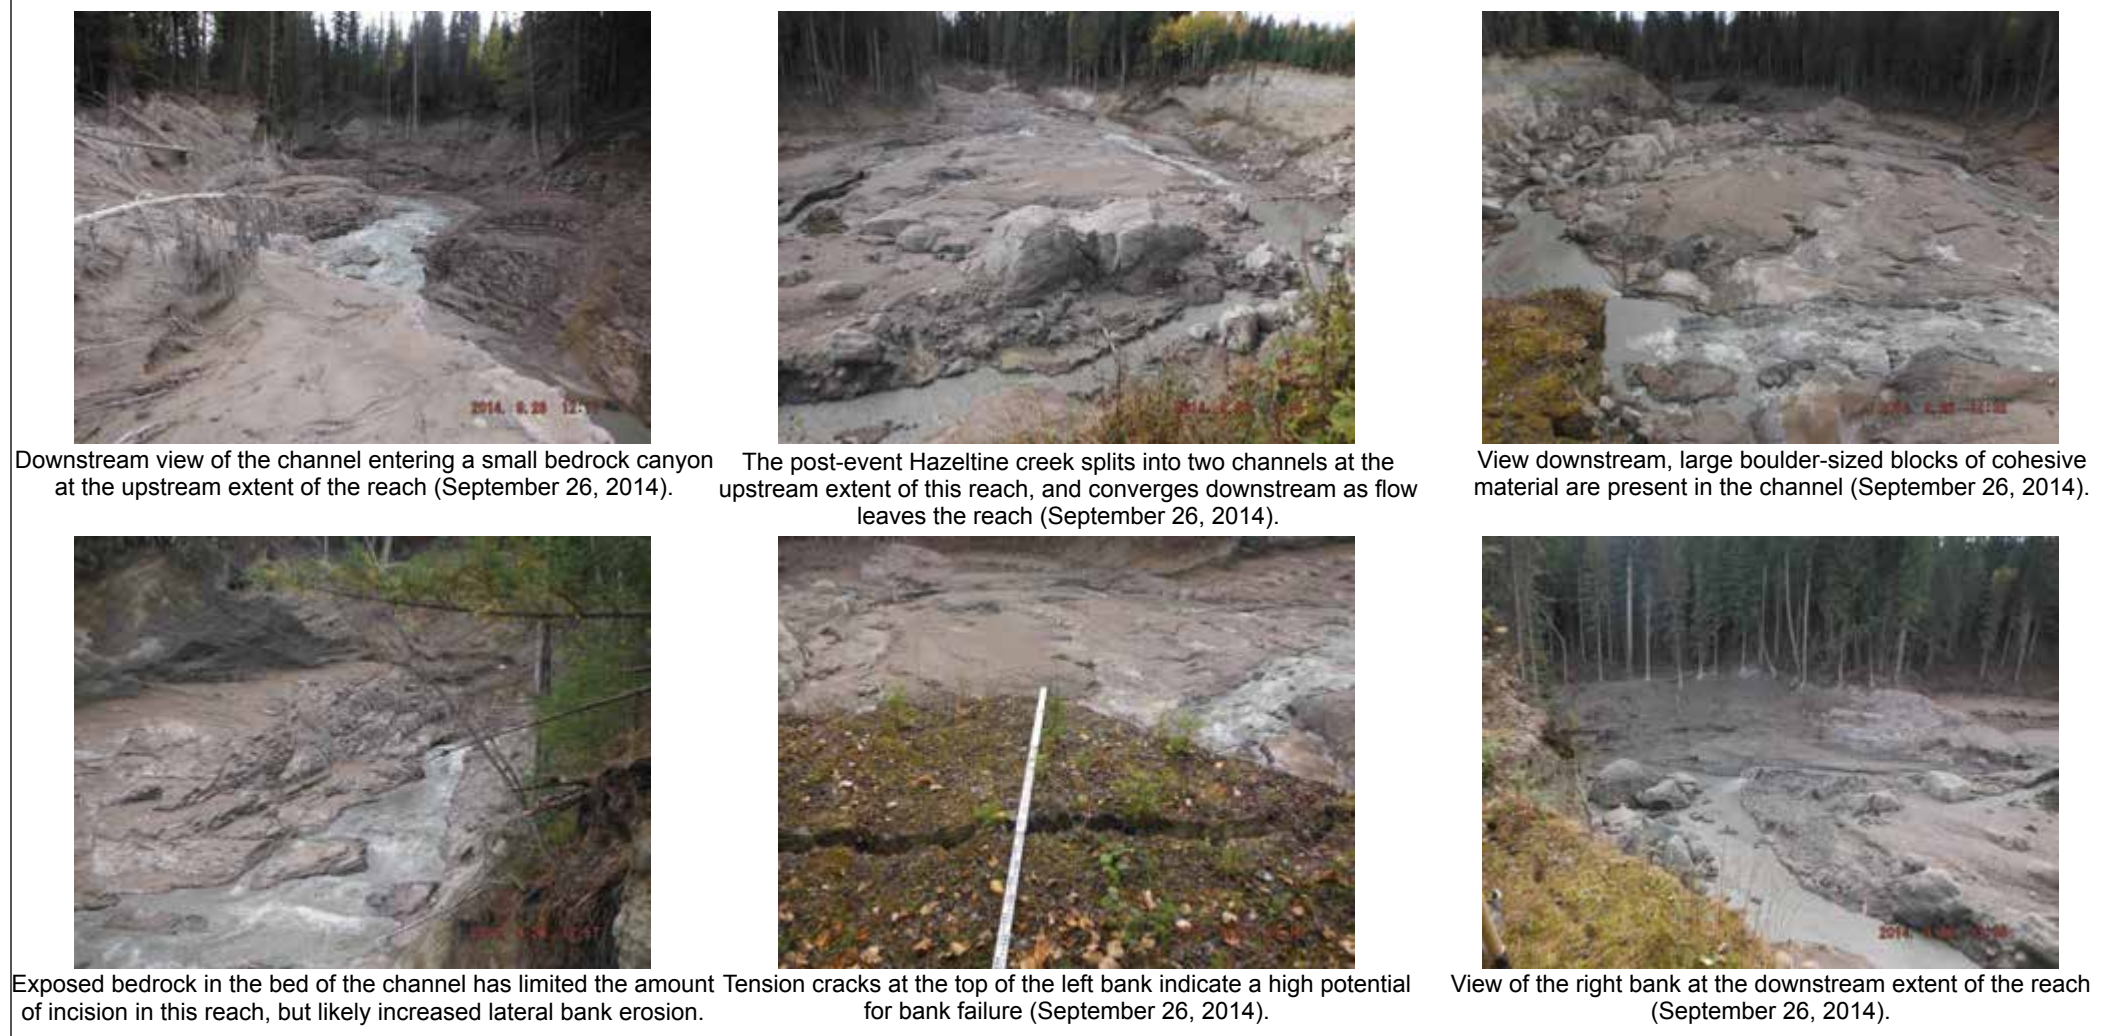 2014. 9.26 12:
Downstream view of the channel entering a small bedrock canyon
at the upstream extent of the reach (September 26, 2014).
The post-event Hazeltine creek splits into two channels at the
upstream extent of this reach, and converges downstream as flow
leaves the reach (September 26, 2014).
View downstream, large boulder-sized blocks of cohesive
material are present in the channel (September 26, 2014).
Exposed bedrock in the bed of the channel has limited the amount
of incision in this reach, but likely increased lateral bank erosion.
Tension cracks at the top of the left bank indicate a high potential
for bank failure (September 26, 2014).
View of the right bank at the downstream extent of the reach
(September 26, 2014).